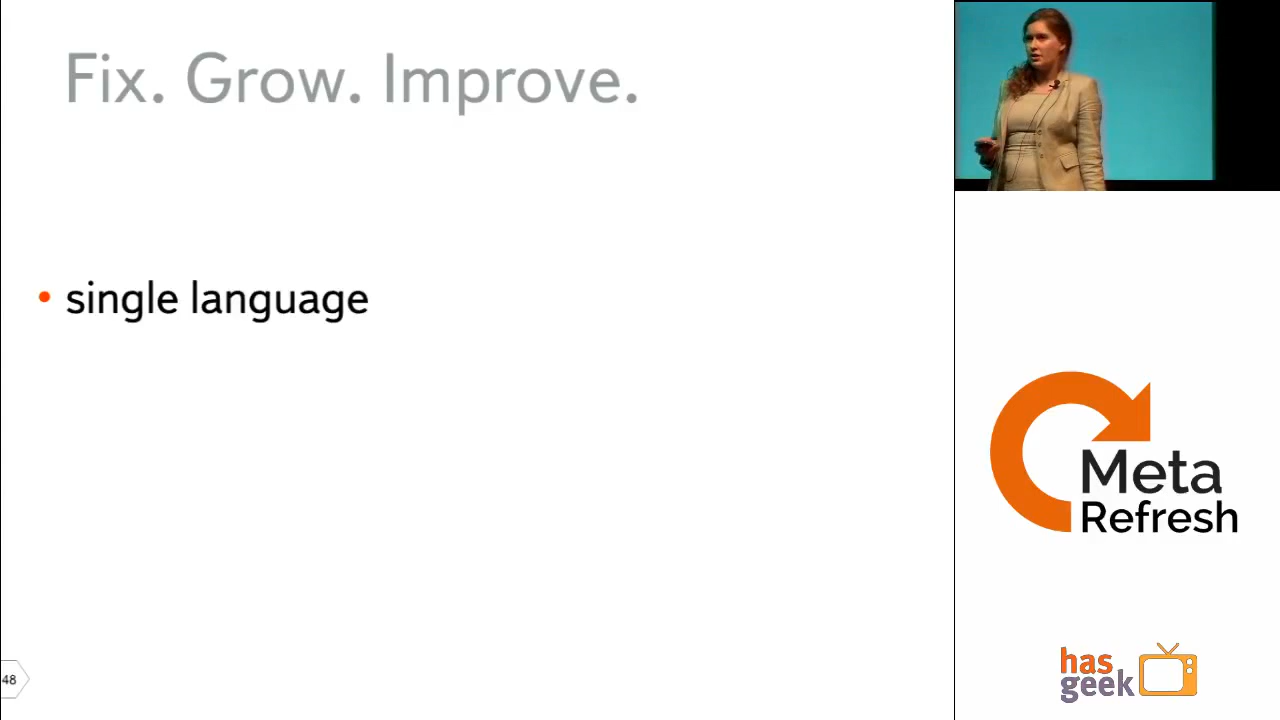 Fix. Grow. Improve.
• single language
48
Meta
Refresh
has
geek